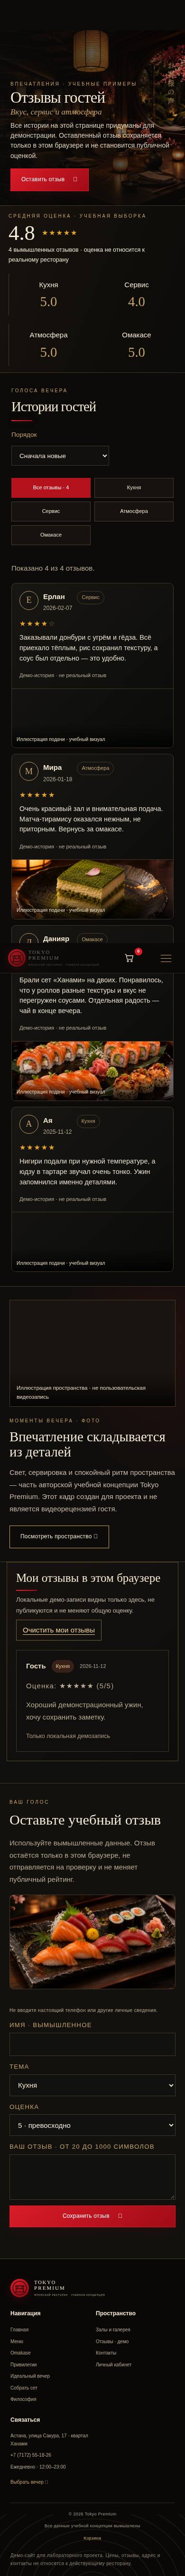 ВПЕЧАТЛЕНИЯ · УЧЕБНЫЕ ПРИМЕРЫ
Отзывы гостей
Вкус, сервис и атмосфера
Все истории на этой странице придуманы для
демонстрации. Оставленный отзыв сохранится
только в этом браузере и не становится публичной
оценкой.
Оставить отзыв
СРЕДНЯЯ ОЦЕНКА · УЧЕБНАЯ ВЫБОРКА
4.8 ★★★★★
4 вымышленных отзывов · оценка не относится к
реальному ресторану
Кухня
5.0
Сервис
4.0
Атмосфера
5.0
Омакасе
5.0
ГОЛОСА ВЕЧЕРА
Истории гостей
Порядок
Сначала новые
Все отзывы · 4
Кухня
Сервис
Атмосфера
Омакасе
Показано 4 из 4 отзывов.
Е
Ерлан
Сервис
2026-02-07
★★★★☆
Заказывали донбури с угрём и гёдза. Всё
приехало тёплым, рис сохранил текстуру, а
соус был отдельно — это удобно.
Демо-история · не реальный отзыв
Иллюстрация подачи · учебный визуал
М
Мира
Атмосфера
2026-01-18
★★★★★
Очень красивый зал и внимательная подача.
Матча-тирамису оказался нежным, не
приторным. Вернусь за омакасе.
Демо-история · не реальный отзыв
Иллюстрация подачи · учебный визуал
Данияр
Омакасе
TOKYO
PREMIUM
Брали сет «Ханами» на двоих. Понравилось,
что у роллов разные текстуры и вкус не
перегружен соусами. Отдельная радость —
чай в конце вечера.
Демо-история · не реальный отзыв
Иллюстрация подачи · учебный визуал
А
Ая
Кухня
2025-11-12
★★★★★
Нигири подали при нужной температуре, а
юдзу в тартаре звучал очень тонко. Ужин
запомнился именно деталями.
Демо-история · не реальный отзыв
Иллюстрация подачи · учебный визуал
Иллюстрация пространства · не пользовательская
видеозапись
МОМЕНТЫ ВЕЧЕРА · ФОТО
Впечатление складывается
из деталей
Свет, сервировка и спокойный ритм пространства
— часть авторской учебной концепции Tokyo
Premium. Этот кадр создан для проекта и не
является видеорецензией гостя.
Посмотреть пространство
Мои отзывы в этом браузере
Локальные демо-записи видны только здесь, не
публикуются и не меняют общую оценку.
Очистить мои отзывы
Гость
Кухня
2026-11-12
Оценка: ★★★★★ (5/5)
Хороший демонстрационный ужин,
хочу сохранить заметку.
Только локальная демозапись
ВАШ ГОЛОС
Оставьте учебный отзыв
Используйте вымышленное имя. Отзыв
остаётся только в этом браузере, не
отправляется на проверку и не меняет
публичный рейтинг.
Не вводите настоящий телефон или другие личные сведения.
ИМЯ · ВЫМЫШЛЕННОЕ
ТЕМА
Кухня
ОЦЕНКА
5 · превосходно
ВАШ ОТЗЫВ · ОТ 20 ДО 1000 СИМВОЛОВ
Сохранить отзыв
TOKYO
PREMIUM
Навигация
Главная
Меню
Омакасе
Привилегии
Идеальный вечер
Собрать сет
Философия
Пространство
Залы и галерея
Отзывы · демо
Контакты
Личный кабинет
Связаться
Астана, улица Сакура, 17 · квартал
Ханами
+7 (7172) 55-18-26
Ежедневно · 12:00–23:00
Выбрать вечер
© 2025 Tokyo Premium
Все данные учебной концепции вымышлены
Корзина
Демо-сайт для лабораторного проекта. Цены, отзывы, адрес и
контакты не относятся к действующему ресторану.